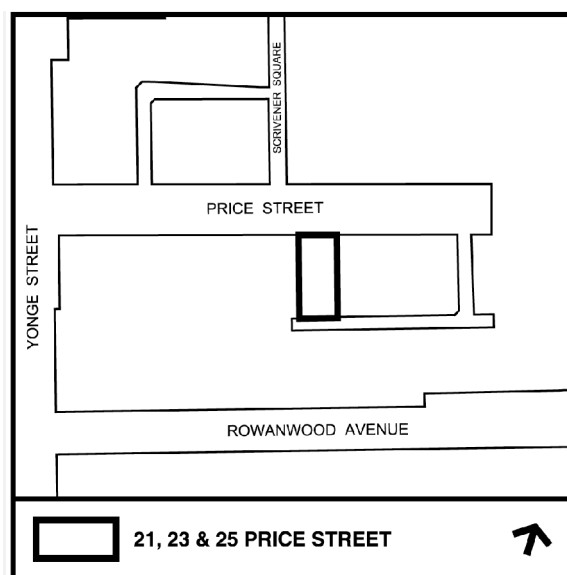 SCRIVENER SQUARE
PRICE STREET
YONGE STREET
ROWANWOOD AVENUE
21, 23 & 25 PRICE STREET